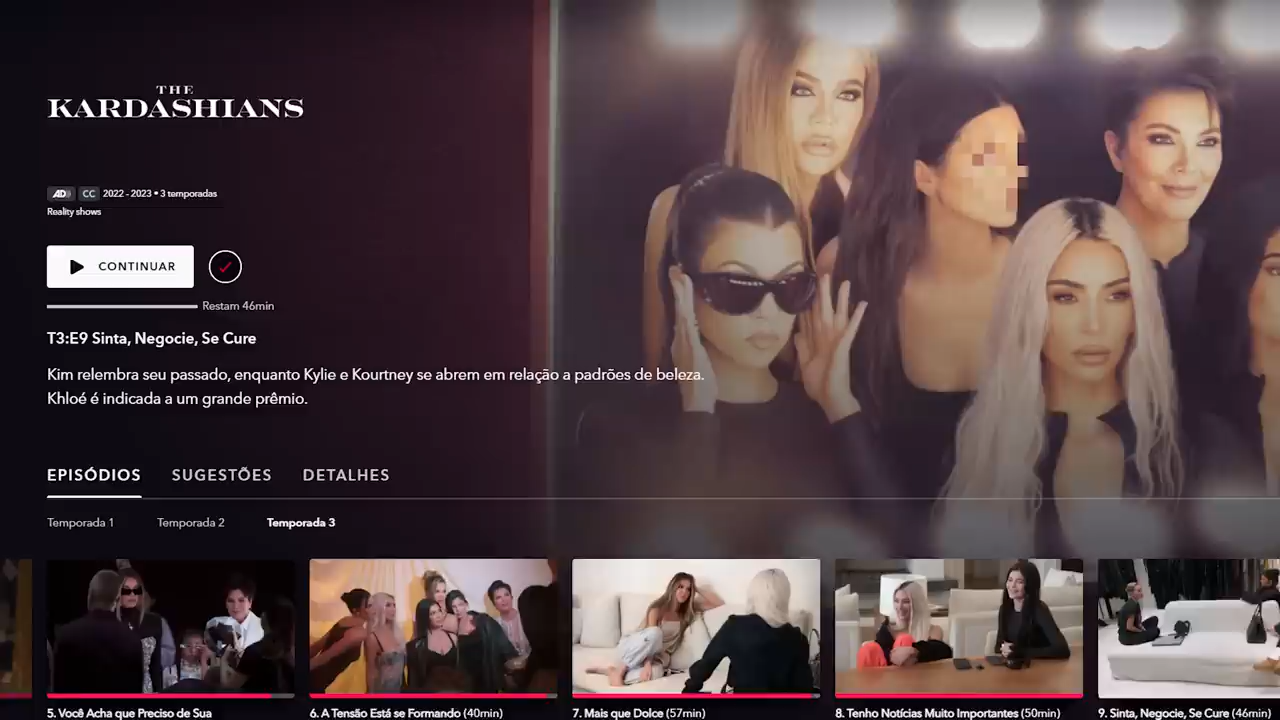 THE
KARDASHIANS
AD CC 2022 - 2023 • 3 temporadas
Reality shows
CONTINUAR
Restam 46min
T3:E9 Sinta, Negocie, Se Cure
Kim relembra seu passado, enquanto Kylie e Kourtney se abrem em relação a padrões de beleza.
Khloé é indicada a um grande prêmio.
EPISÓDIOS SUGESTÕES DETALHES
Temporada 1 Temporada 2 Temporada 3
5. Você Acha que Preciso de Sua 6. A Tensão Está se Formando (40min) 7. Mais que Dolce (57min) 8. Tenho Notícias Muito Importantes (50min) 9. Sinta, Negocie, Se Cure (46min)